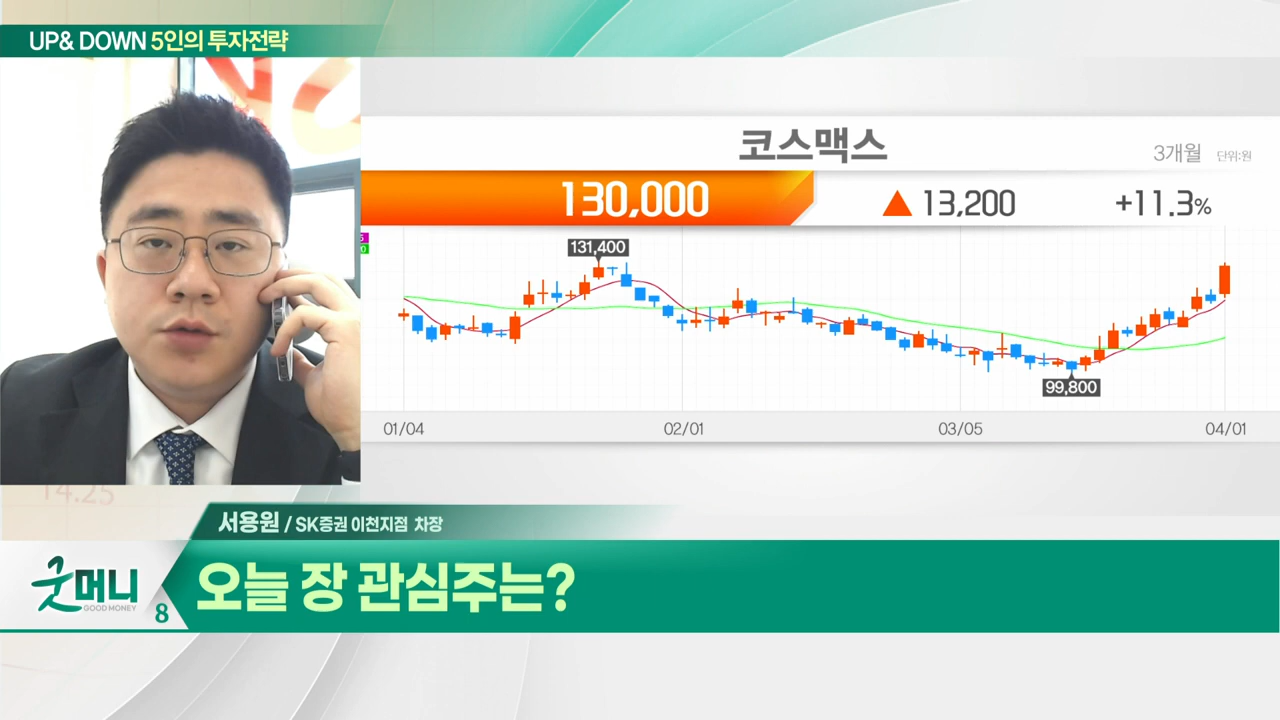 UP& DOWN 5인의 투자전략
코스맥스
3개월 단위:원
130,000 ▲ 13,200 +11.3%
131,400
99,800
01/04 02/01 03/05 04/01
14.25
서용원 / SK증권 이천지점 차장
굿머니
GOOD MONEY
8
오늘 장 관심주는?